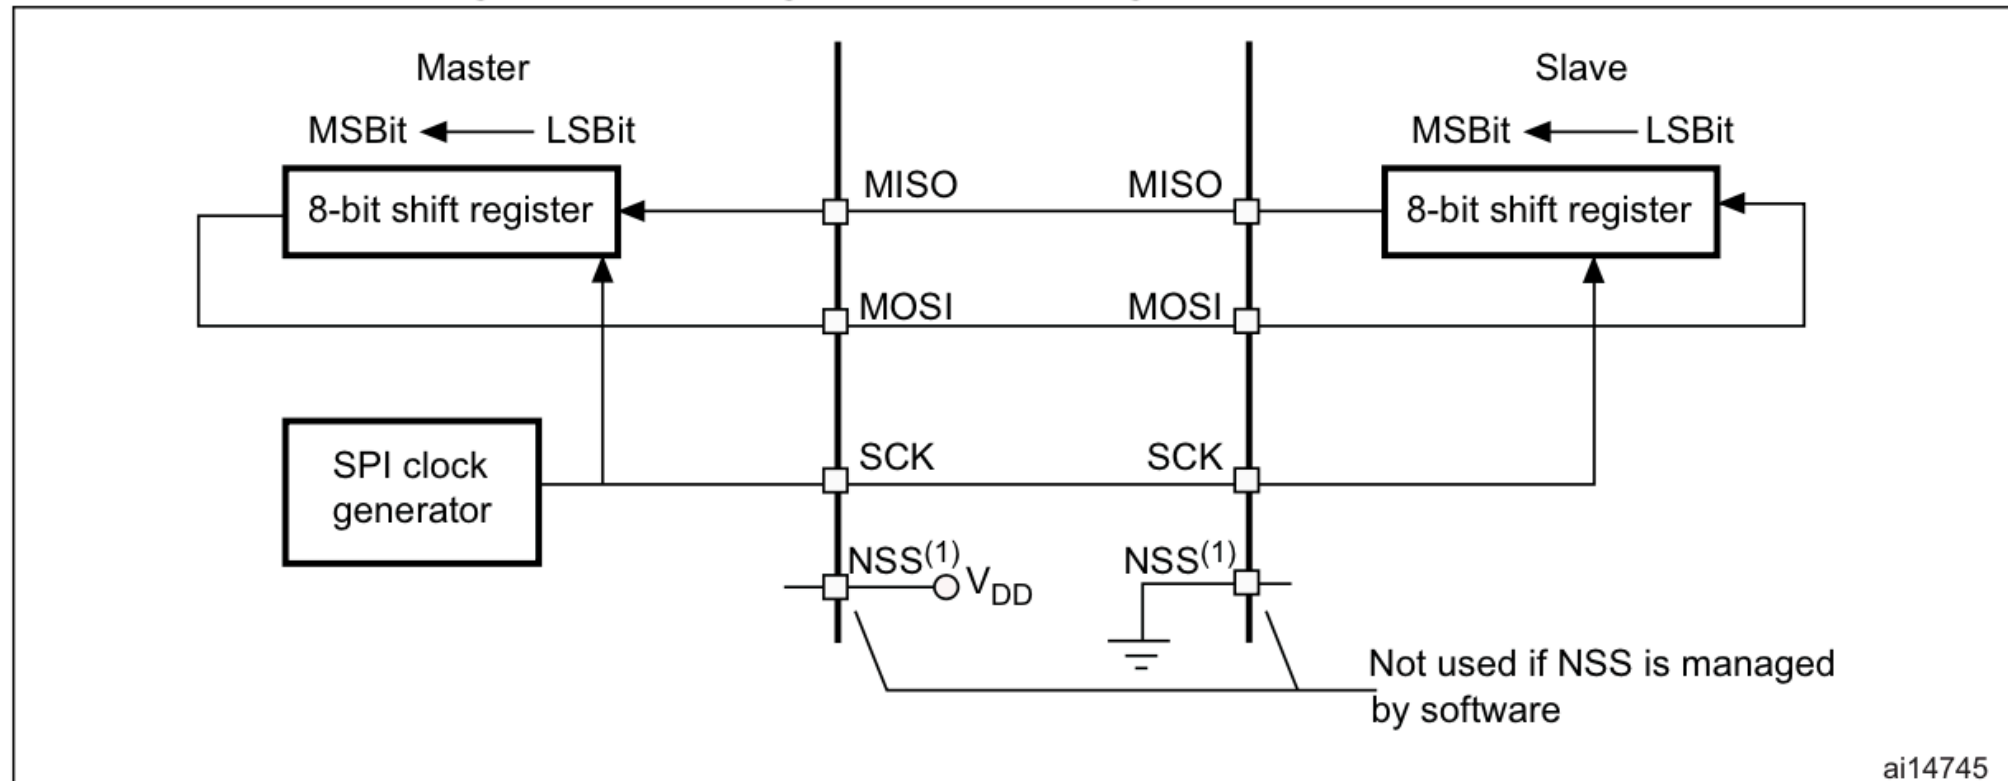 Master
Slave
MSBit LSBit
MSBit LSBit
8-bit shift register
MISO
MISO
8-bit shift register
MOSI
MOSI
SPI clock
generator
SCK
SCK
NSS(1)
VDD
NSS(1)
Not used if NSS is managed
by software
ai14745